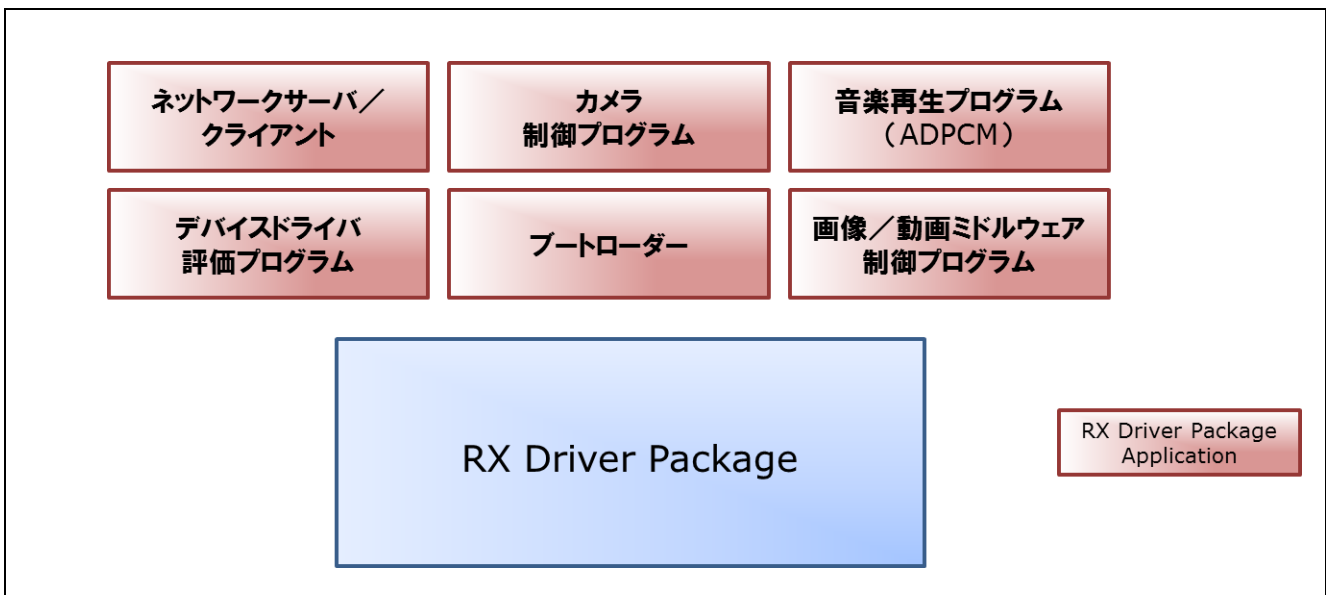 ネットワークサーバ／
クライアント
カメラ
制御プログラム
音楽再生プログラム
（ADPCM）
デバイスドライバ
評価プログラム
ブートローダー
画像／動画ミドルウェア
制御プログラム
RX Driver Package
RX Driver Package
Application